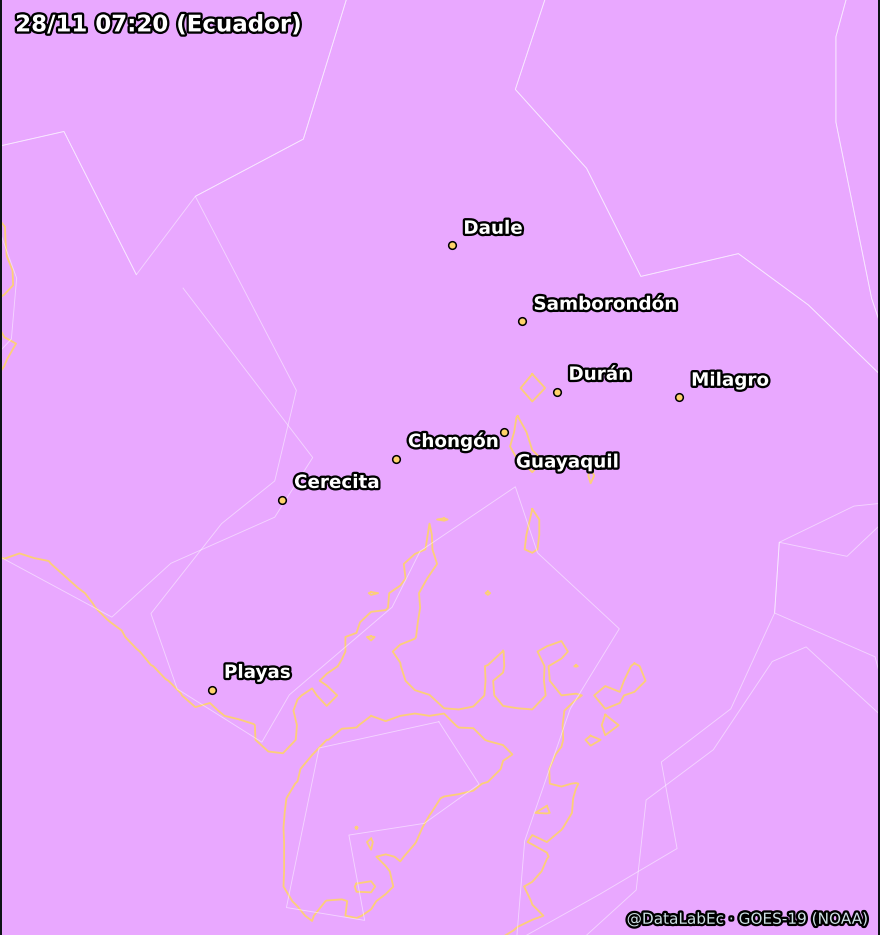 28/11 07:20 (Ecuador)
Daule
Samborondón
Durán
Milagro
Chongón
Guayaquil
Cerecita
Playas
@DataLabEc · GOES-19 (NOAA)